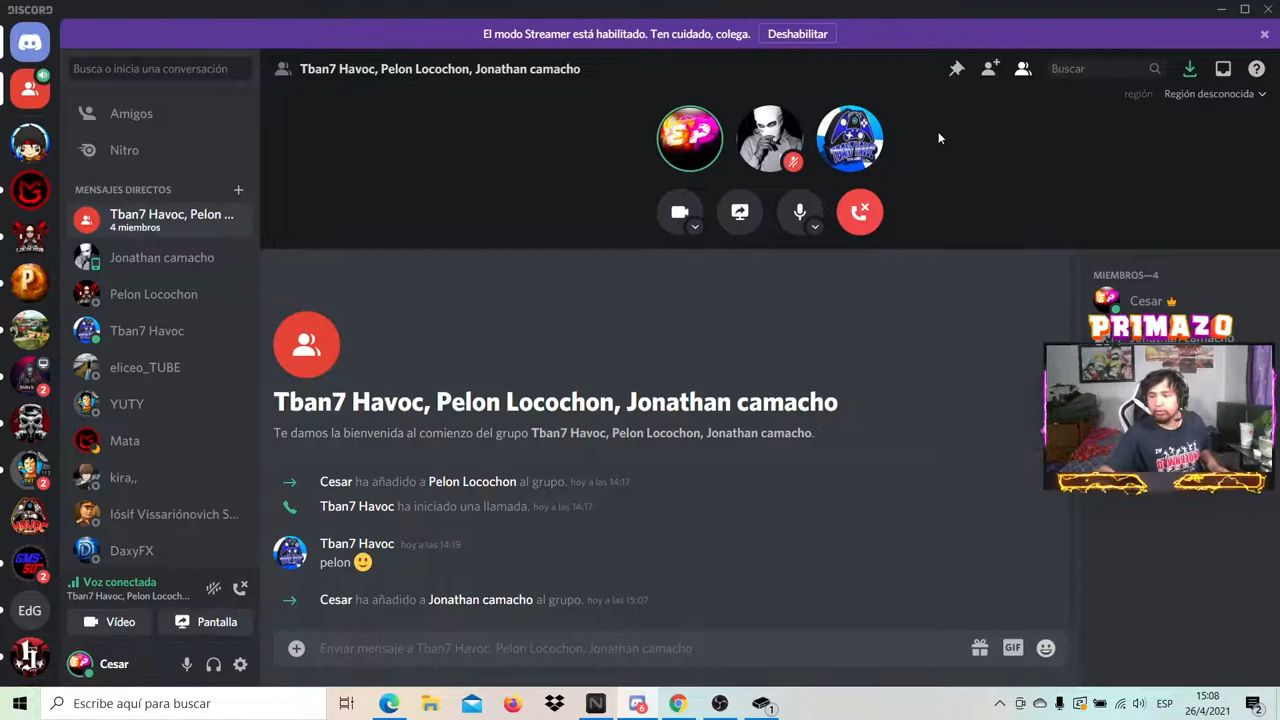 DISCORD
El modo Streamer está habilitado. Ten cuidado, colega. Deshabilitar
Busca o inicia una conversación
Tban7 Havoc, Pelon Locochon, Jonathan camacho
Buscar
región Región desconocida
Amigos
Nitro
MENSAJES DIRECTOS
Tban7 Havoc, Pelon ...
4 miembros
Jonathan camacho
Pelon Locochon
Tban7 Havoc
eliceo_TUBE
YUTY
Mata
kira,,
Iósif Vissariónovich S...
DaxyFX
Voz conectada
Tban7 Havoc, Pelon Lococh...
Vídeo
Pantalla
Cesar
EdG
2
2
2
Tban7 Havoc, Pelon Locochon, Jonathan camacho
Te damos la bienvenida al comienzo del grupo Tban7 Havoc, Pelon Locochon, Jonathan camacho.
Cesar ha añadido a Pelon Locochon al grupo. hoy a las 14:17
Tban7 Havoc ha iniciado una llamada. hoy a las 14:17
Tban7 Havoc hoy a las 14:19
pelon 🙂
Cesar ha añadido a Jonathan camacho al grupo. hoy a las 15:07
Enviar mensaje a Tban7 Havoc, Pelon Locochon, Jonathan camacho
GIF
MIEMBROS—4
Cesar
PR1MAZO
Escribe aquí para buscar
6
1
ESP
15:08
26/4/2021
2